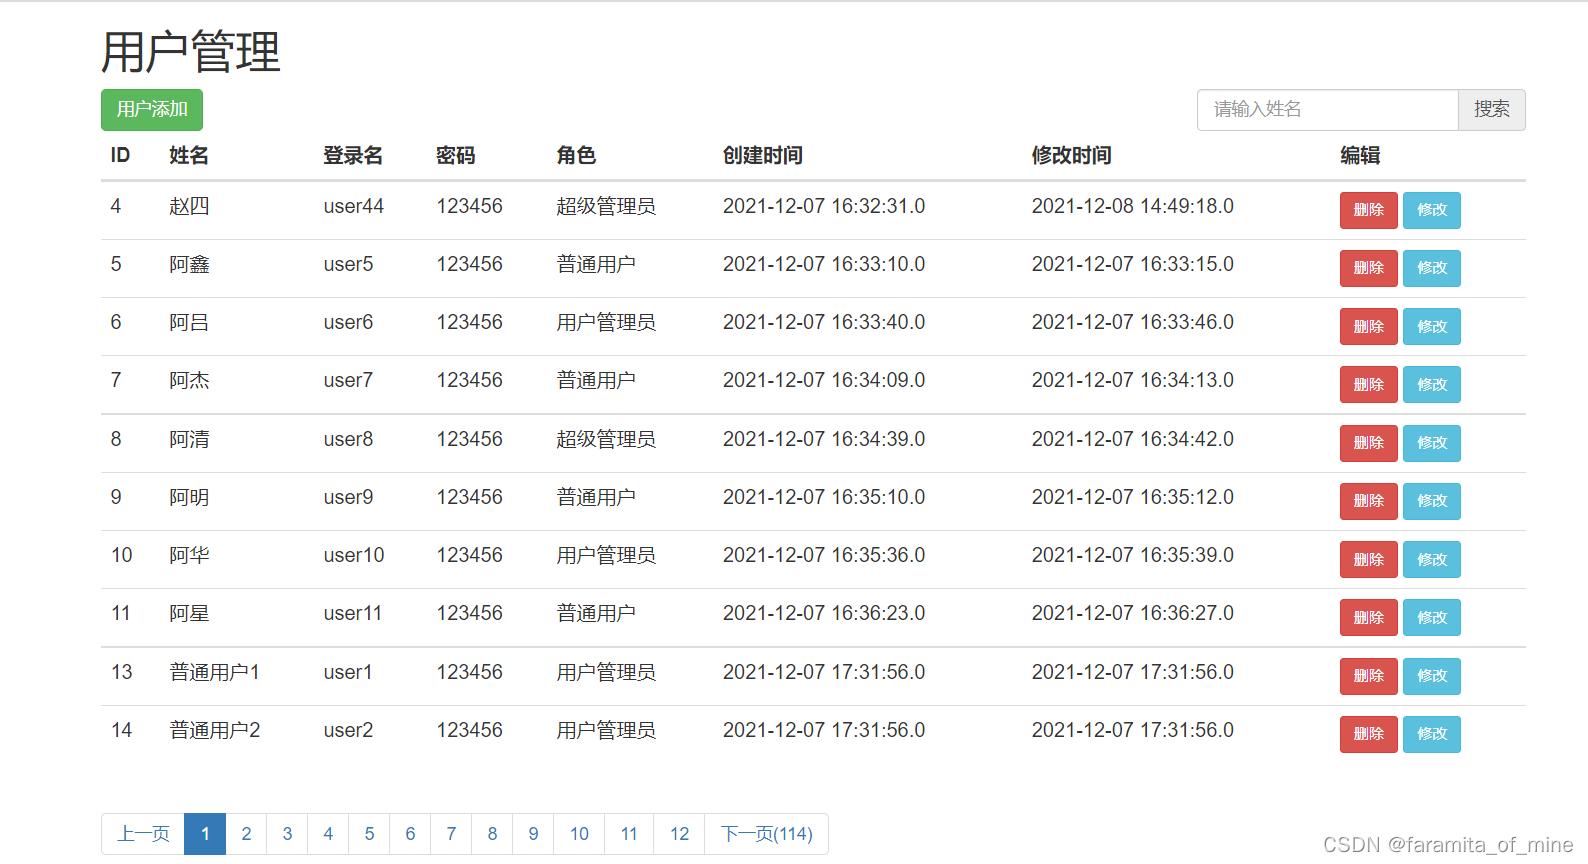 用户管理
用户添加 请输入姓名 搜索
ID 姓名 登录名 密码 角色 创建时间 修改时间 编辑
4 赵四 user44 123456 超级管理员 2021-12-07 16:32:31.0 2021-12-08 14:49:18.0 删除 修改
5 阿鑫 user5 123456 普通用户 2021-12-07 16:33:10.0 2021-12-07 16:33:15.0 删除 修改
6 阿吕 user6 123456 用户管理员 2021-12-07 16:33:40.0 2021-12-07 16:33:46.0 删除 修改
7 阿杰 user7 123456 普通用户 2021-12-07 16:34:09.0 2021-12-07 16:34:13.0 删除 修改
8 阿清 user8 123456 超级管理员 2021-12-07 16:34:39.0 2021-12-07 16:34:42.0 删除 修改
9 阿明 user9 123456 普通用户 2021-12-07 16:35:10.0 2021-12-07 16:35:12.0 删除 修改
10 阿华 user10 123456 用户管理员 2021-12-07 16:35:36.0 2021-12-07 16:35:39.0 删除 修改
11 阿星 user11 123456 普通用户 2021-12-07 16:36:23.0 2021-12-07 16:36:27.0 删除 修改
13 普通用户1 user1 123456 用户管理员 2021-12-07 17:31:56.0 2021-12-07 17:31:56.0 删除 修改
14 普通用户2 user2 123456 用户管理员 2021-12-07 17:31:56.0 2021-12-07 17:31:56.0 删除 修改
上一页 1 2 3 4 5 6 7 8 9 10 11 12 下一页(114)
CSDN @faramita_of_mine